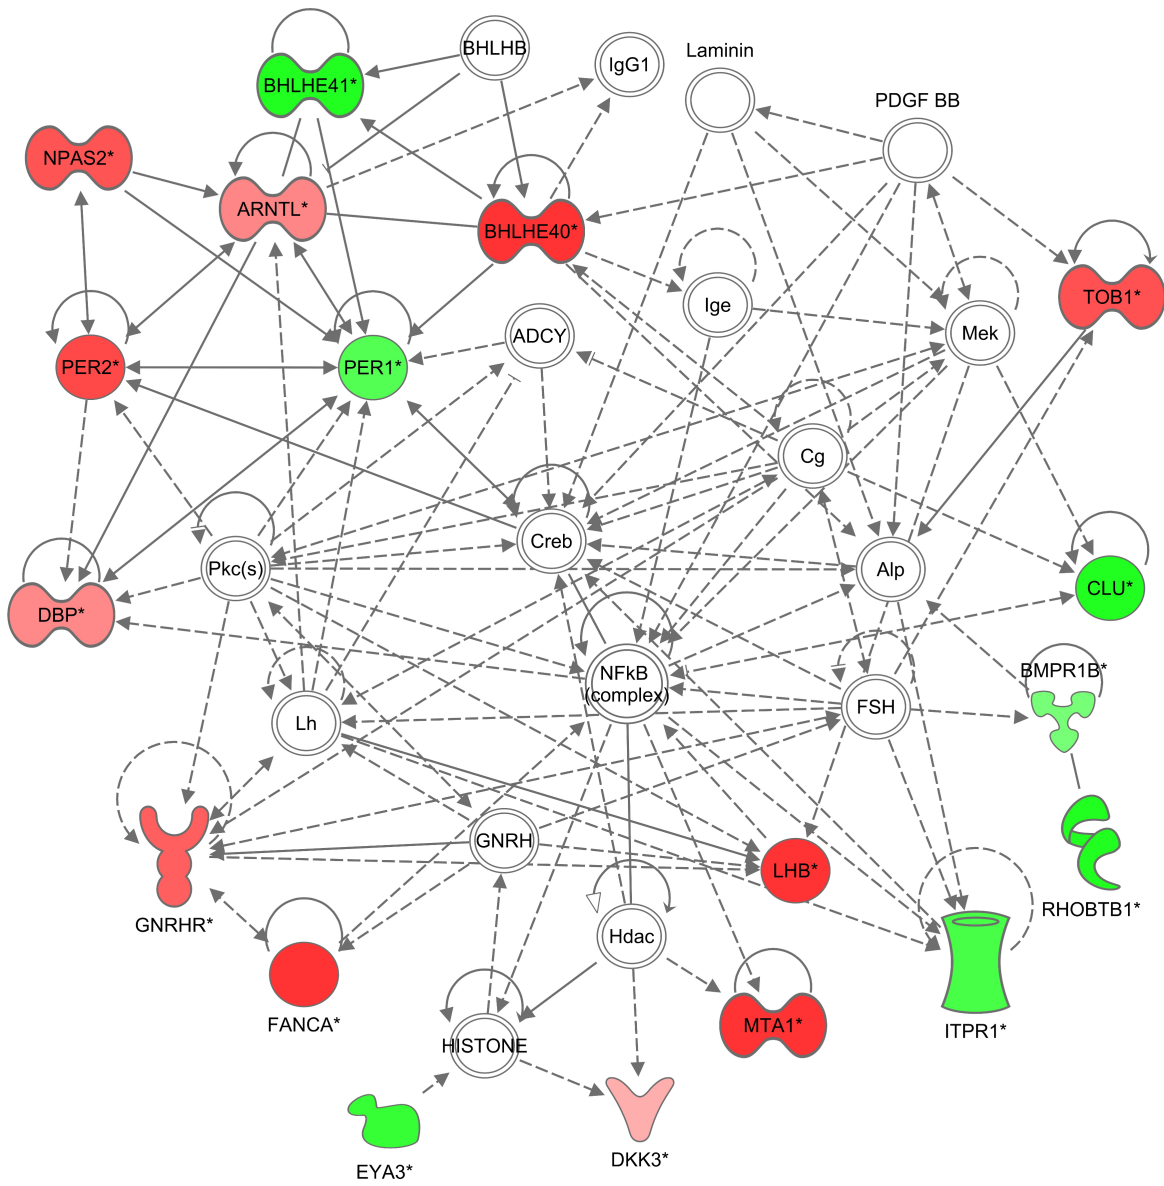 BHLHB
Laminin
IgG1
BHLHE41*
PDGF BB
NPAS2*
ARNTL*
BHLHE40*
TOB1*
Ige
Mek
ADCY
PER2*
PER1*
Cg
Creb
Pkc(s)
Alp
CLU*
DBP*
BMPR1B*
NFkB
(complex)
FSH
Lh
GNRH
LHB*
RHOBTB1*
GNRHR*
Hdac
FANCA*
MTA1*
ITPR1*
HISTONE
DKK3*
EYA3*